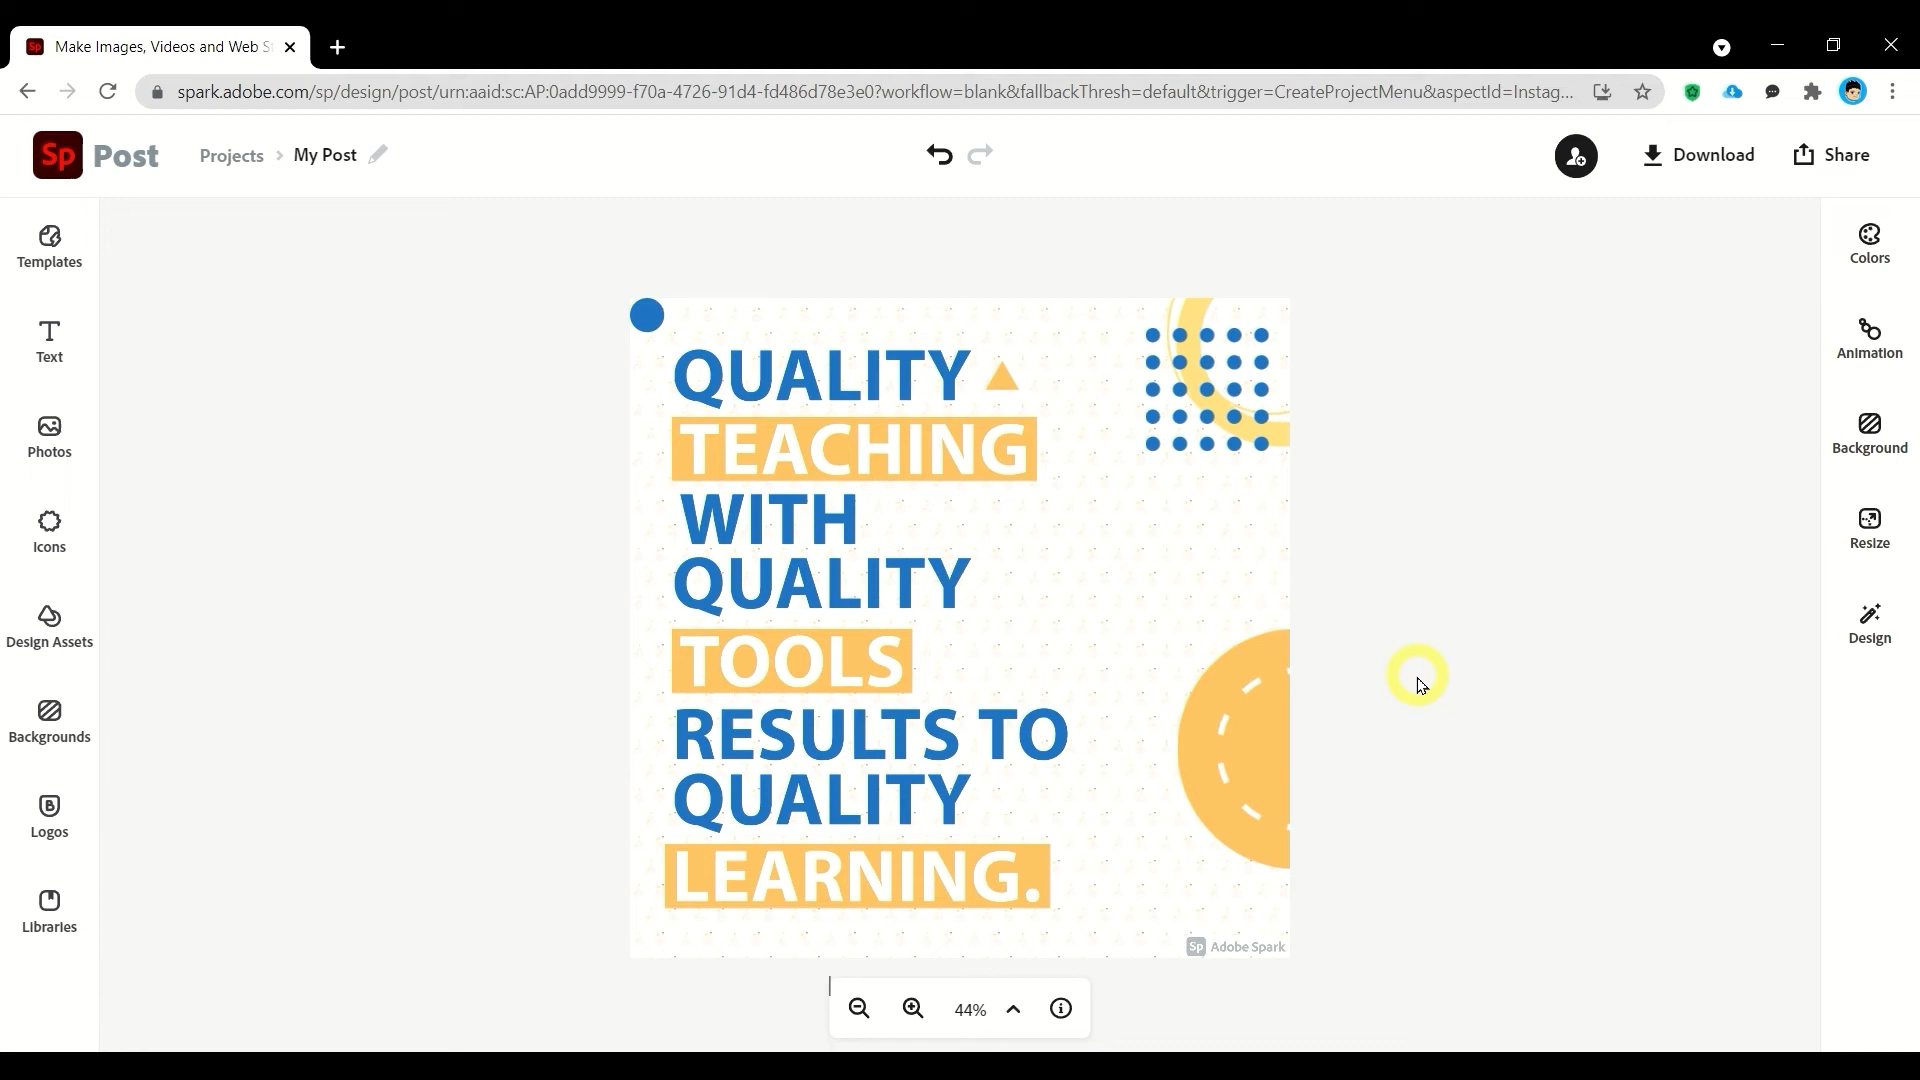 Sp Make Images, Videos and Web St
spark.adobe.com/sp/design/post/urn:aaid:sc:AP:0add9999-f70a-4726-91d4-fd486d78e3e0?workflow=blank&fallbackThresh=default&trigger=CreateProjectMenu&aspectId=Instag...
Sp Post Projects > My Post Download Share
Templates
Text
Photos
Icons
Design Assets
Backgrounds
Logos
Libraries
QUALITY
TEACHING
WITH
QUALITY
TOOLS
RESULTS TO
QUALITY
LEARNING.
Sp Adobe Spark
44%
Colors
Animation
Background
Resize
Design